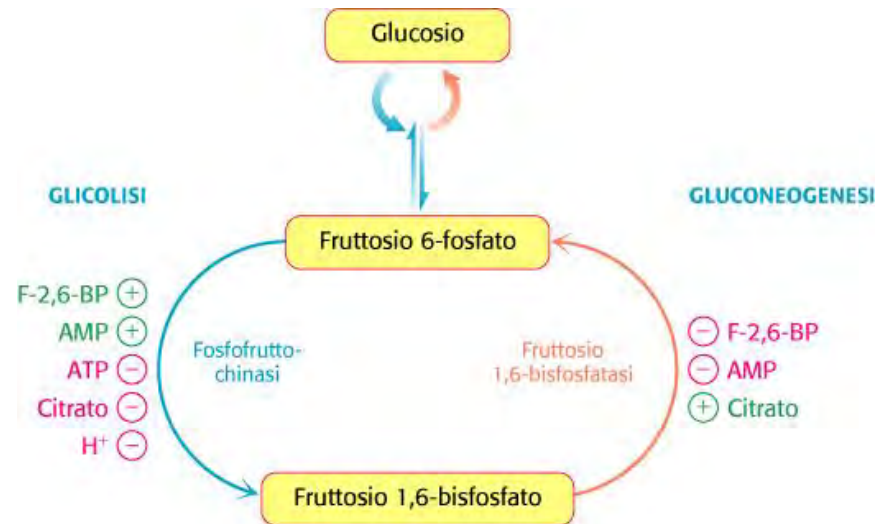 Glucosio
GLICOLISI
GLUCONEOGENESI
Fruttosio 6-fosfato
F-2,6-BP +
AMP +
ATP −
Citrato −
H⁺ −
Fosfofrutto-
chinasi
Fruttosio
1,6-bisfosfatasi
− F-2,6-BP
− AMP
+ Citrato
Fruttosio 1,6-bisfosfato